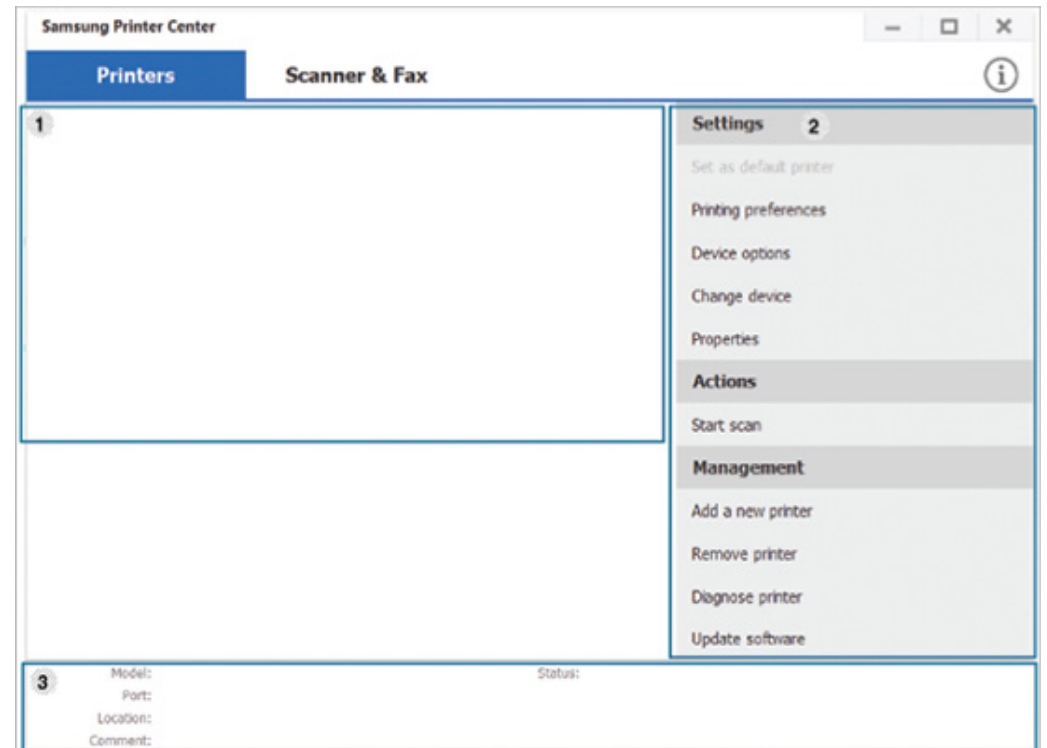 Samsung Printer Center
Printers
Scanner & Fax
i
1
Settings 2
Set as default printer
Printing preferences
Device options
Change device
Properties
Actions
Start scan
Management
Add a new printer
Remove printer
Diagnose printer
Update software
3
Model:
Status:
Port:
Location:
Comment: